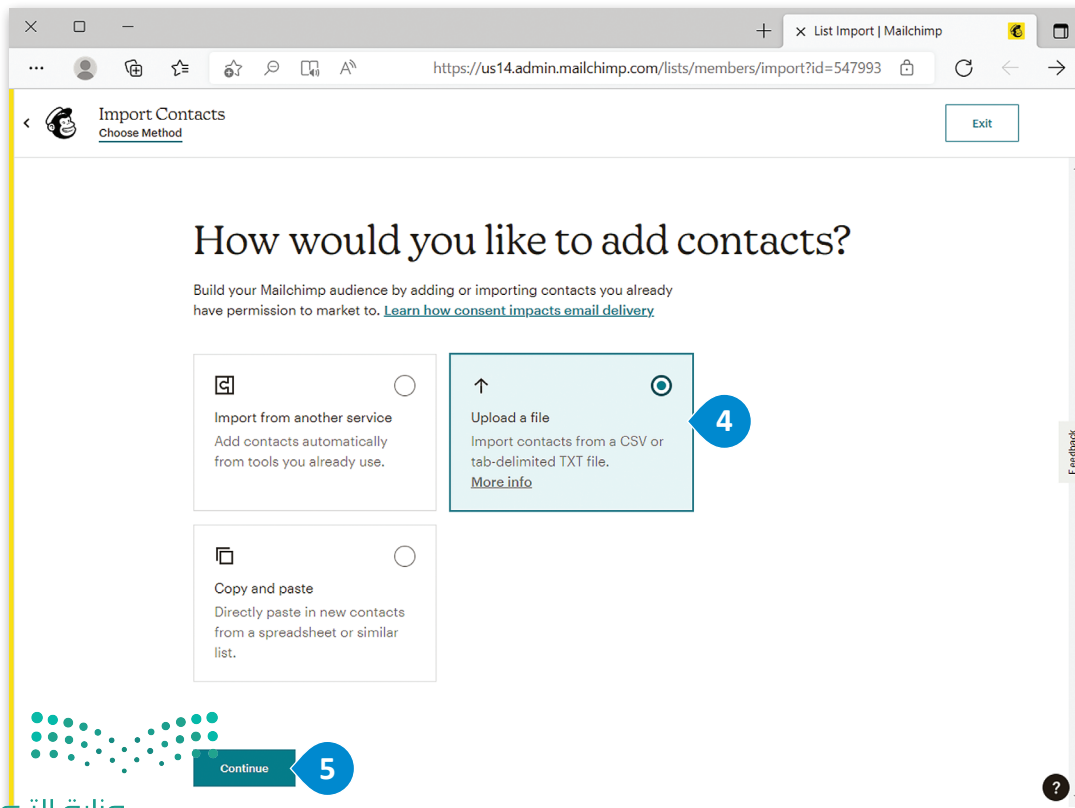 List Import | Mailchimp
https://us14.admin.mailchimp.com/lists/members/import?id=547993
Import Contacts
Choose Method
Exit
How would you like to add contacts?
Build your Mailchimp audience by adding or importing contacts you already
have permission to market to. Learn how consent impacts email delivery
Import from another service
Add contacts automatically
from tools you already use.
Upload a file
Import contacts from a CSV or
tab-delimited TXT file.
More info
4
Feedback
Copy and paste
Directly paste in new contacts
from a spreadsheet or similar
list.
Continue
5
?